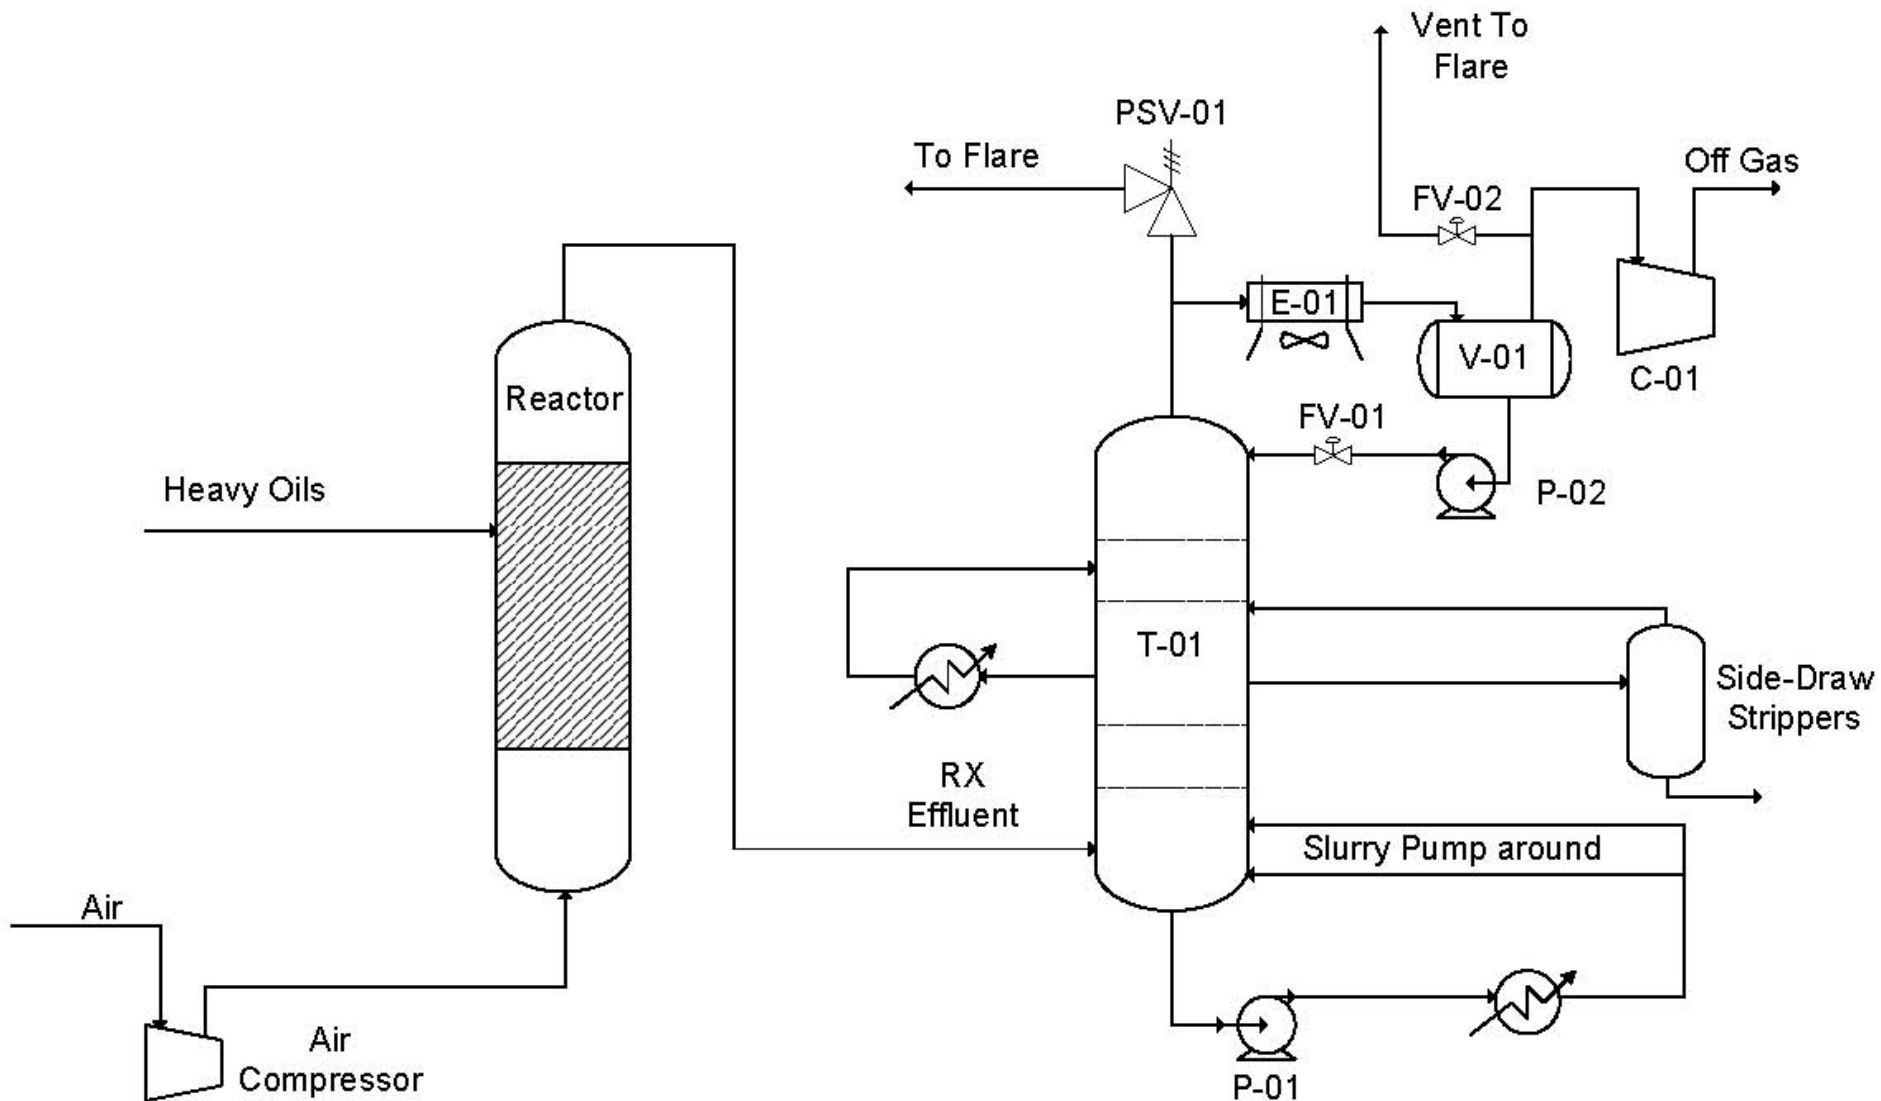 Vent To
Flare
PSV-01
To Flare
Off Gas
FV-02
E-01
V-01
C-01
Reactor
FV-01
Heavy Oils
P-02
T-01
Side-Draw
Strippers
RX
Effluent
Slurry Pump around
Air
Air
Compressor
P-01